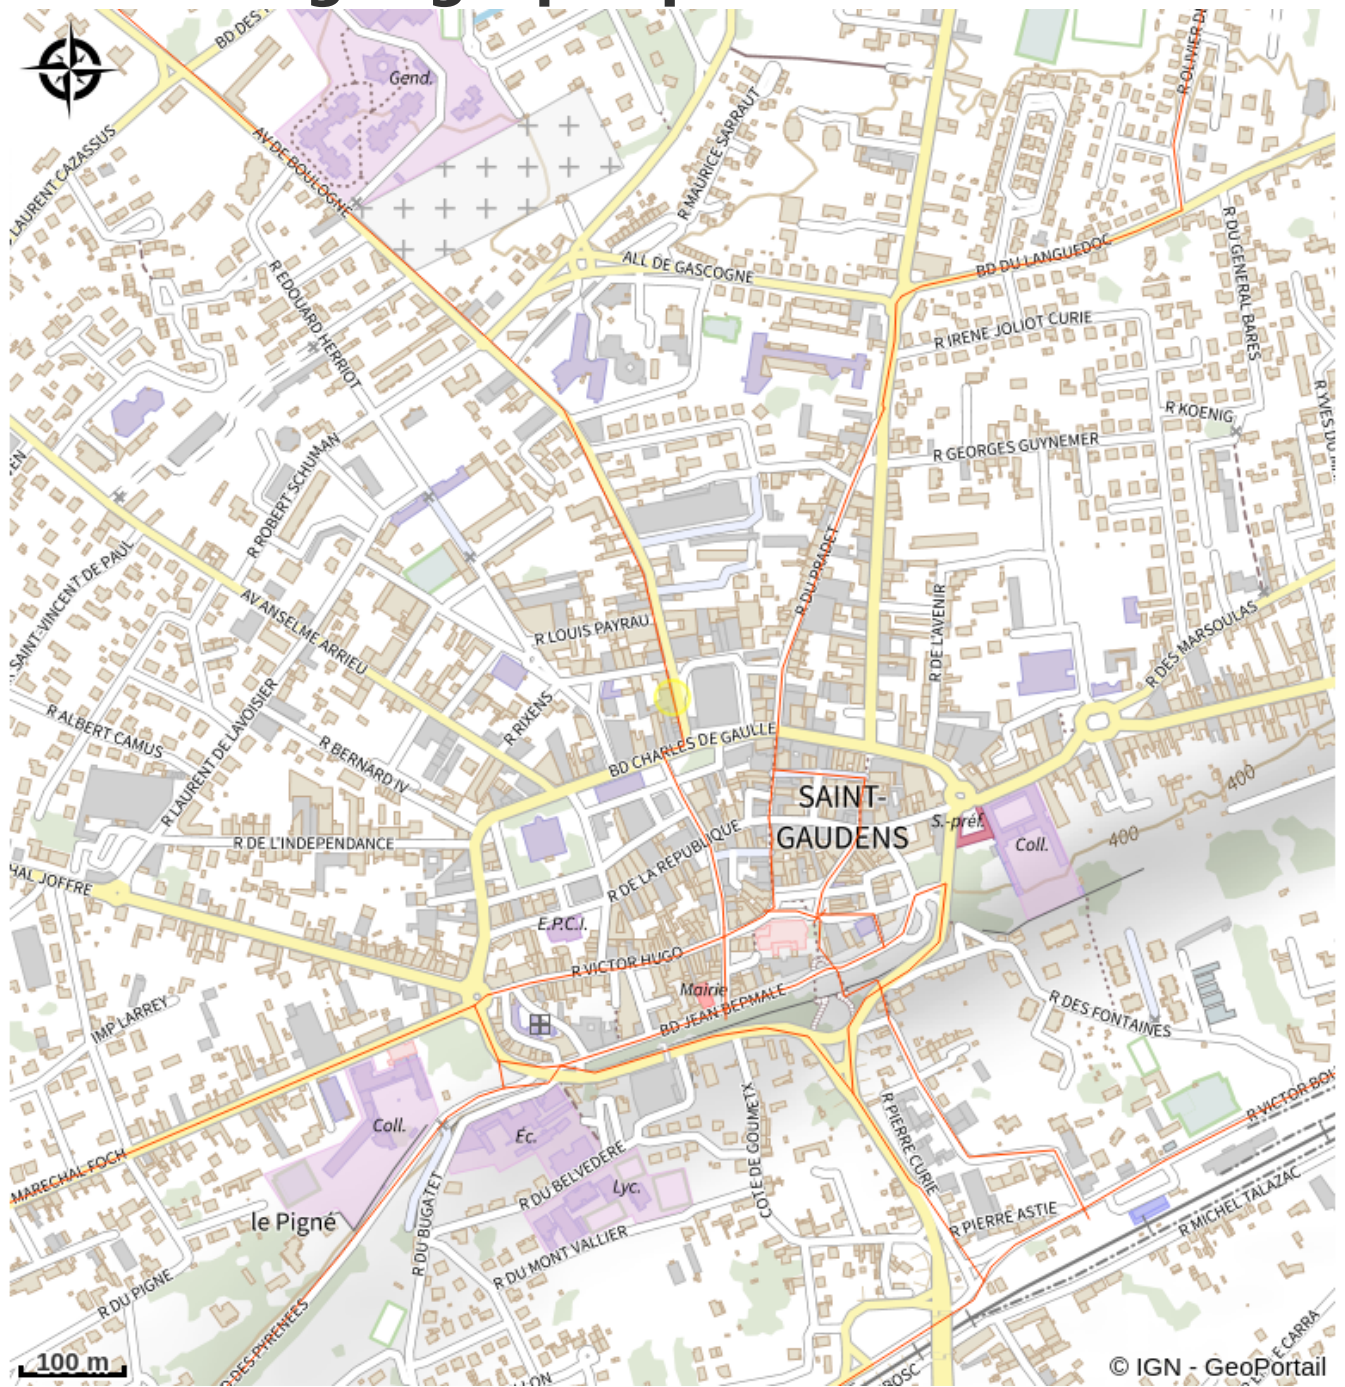 BD DES
Gend.
R OLIVIER D
LAURENT CAZASSUS
AV DE BOULOGNE
R MAURICE SARRAUT
R DU GENERAL BARES
ALL DE GASCOGNE
BD DU LANGUEDOC
R EDOUARD HERRIOT
R IRENE JOLIOT CURIE
R KOENIG
R YVES DU
R GEORGES GUYNEMER
R ROBERT SCHUMAN
SAINT-VINCENT DE PAUL
R DU PRADET
AV ANSELME ARRIEU
R LOUIS PAYRAU
R DE L'AVENIR
R DES MARSOULAS
R RIXENS
R ALBERT CAMUS
R LAURENT DE LAVOISIER
R BERNARD IV
BD CHARLES DE GAULLE
400
SAINT-
GAUDENS
S.-préf.
Coll.
400
R DE L'INDEPENDANCE
R DE LA REPUBLIQUE
HAL JOFFRE
E.P.C.I.
R VICTOR HUGO
Mairie
BD JEAN BEPMALE
R DES FONTAINES
IMP LARREY
Coll.
Éc.
COTE DE GOUMETX
R PIERRE CURIE
R VICTOR BOU
MARECHAL FOCH
R DU BELVEDERE
Lyc.
le Pigné
R DU BUGATET
R PIERRE ASTIE
R MICHEL TALAZAC
R DU MONT VALLIER
R DU PIGNE
D DES PYRENEES
100 m
LLON
BOSC
E CARRA
© IGN - GeoPortail